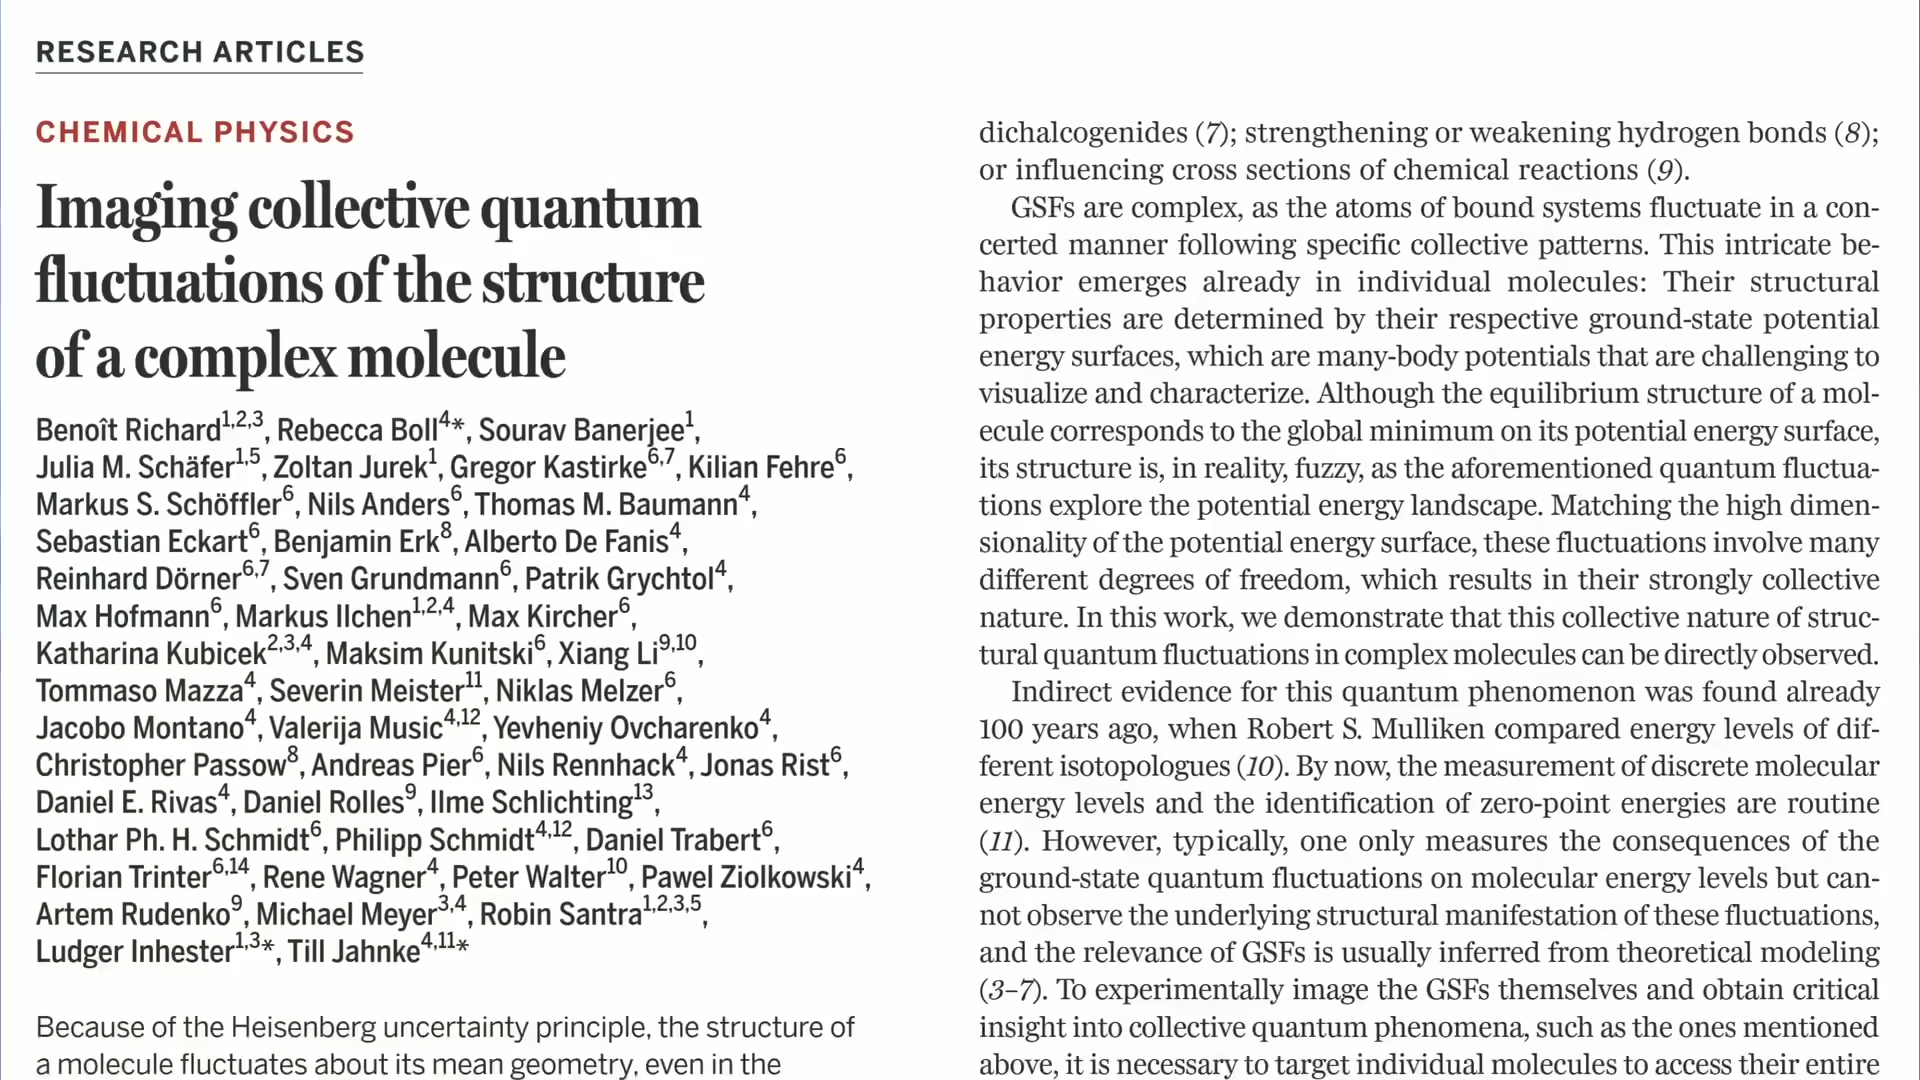 RESEARCH ARTICLES
CHEMICAL PHYSICS
Imaging collective quantum
fluctuations of the structure
of a complex molecule
Benoît Richard1,2,3, Rebecca Boll4*, Sourav Banerjee1,
Julia M. Schäfer1,5, Zoltan Jurek1, Gregor Kastirke6,7, Kilian Fehre6,
Markus S. Schöffler6, Nils Anders6, Thomas M. Baumann4,
Sebastian Eckart6, Benjamin Erk8, Alberto De Fanis4,
Reinhard Dörner6,7, Sven Grundmann6, Patrik Grychtol4,
Max Hofmann6, Markus Ilchen1,2,4, Max Kircher6,
Katharina Kubicek2,3,4, Maksim Kunitski6, Xiang Li9,10,
Tommaso Mazza4, Severin Meister11, Niklas Melzer6,
Jacobo Montano4, Valerija Music4,12, Yevheniy Ovcharenko4,
Christopher Passow8, Andreas Pier6, Nils Rennhack4, Jonas Rist6,
Daniel E. Rivas4, Daniel Rolles9, Ilme Schlichting13,
Lothar Ph. H. Schmidt6, Philipp Schmidt4,12, Daniel Trabert6,
Florian Trinter6,14, Rene Wagner4, Peter Walter10, Pawel Ziolkowski4,
Artem Rudenko9, Michael Meyer3,4, Robin Santra1,2,3,5,
Ludger Inhester1,3*, Till Jahnke4,11*
Because of the Heisenberg uncertainty principle, the structure of
a molecule fluctuates about its mean geometry, even in the
dichalcogenides (7); strengthening or weakening hydrogen bonds (8);
or influencing cross sections of chemical reactions (9).
GSFs are complex, as the atoms of bound systems fluctuate in a con-
certed manner following specific collective patterns. This intricate be-
havior emerges already in individual molecules: Their structural
properties are determined by their respective ground-state potential
energy surfaces, which are many-body potentials that are challenging to
visualize and characterize. Although the equilibrium structure of a mol-
ecule corresponds to the global minimum on its potential energy surface,
its structure is, in reality, fuzzy, as the aforementioned quantum fluctua-
tions explore the potential energy landscape. Matching the high dimen-
sionality of the potential energy surface, these fluctuations involve many
different degrees of freedom, which results in their strongly collective
nature. In this work, we demonstrate that this collective nature of struc-
tural quantum fluctuations in complex molecules can be directly observed.
Indirect evidence for this quantum phenomenon was found already
100 years ago, when Robert S. Mulliken compared energy levels of dif-
ferent isotopologues (10). By now, the measurement of discrete molecular
energy levels and the identification of zero-point energies are routine
(11). However, typically, one only measures the consequences of the
ground-state quantum fluctuations on molecular energy levels but can-
not observe the underlying structural manifestation of these fluctuations,
and the relevance of GSFs is usually inferred from theoretical modeling
(3–7). To experimentally image the GSFs themselves and obtain critical
insight into collective quantum phenomena, such as the ones mentioned
above, it is necessary to target individual molecules to access their entire